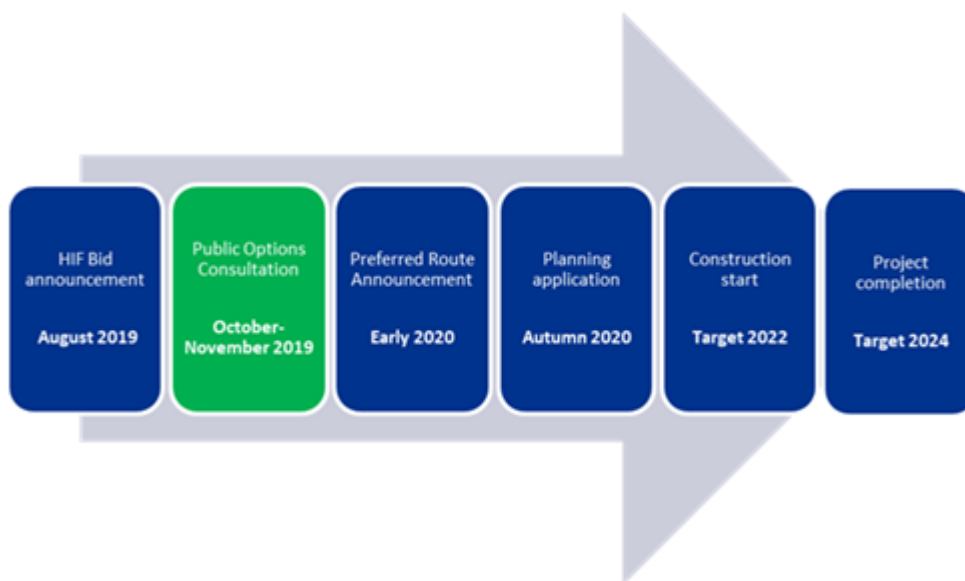 HIF Bid
announcement
August 2019
Public Options
Consultation
October-
November 2019
Preferred Route
Announcement
Early 2020
Planning
application
Autumn 2020
Construction
start
Target 2022
Project
completion
Target 2024